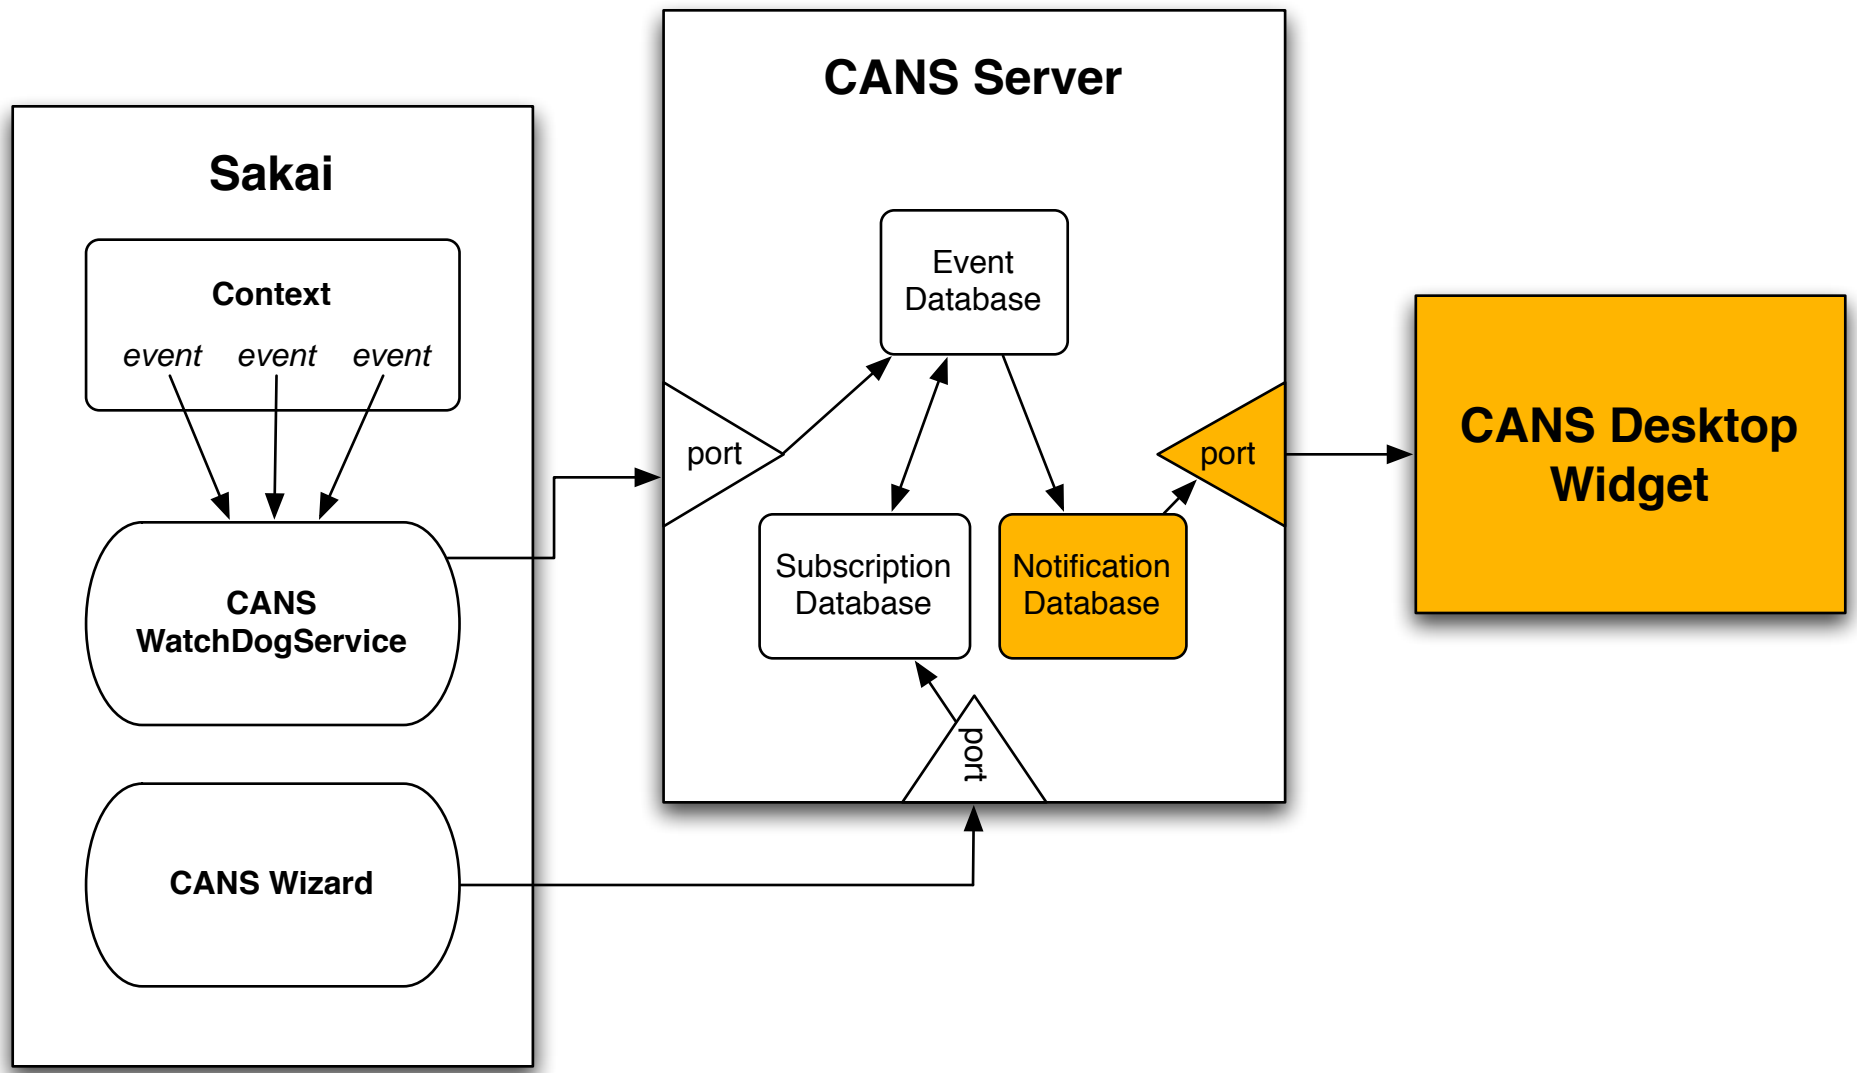 Sakai
Context
event event event
CANS
WatchDogService
CANS Wizard
CANS Server
Event
Database
port
Subscription
Database
Notification
Database
port
port
CANS Desktop
Widget